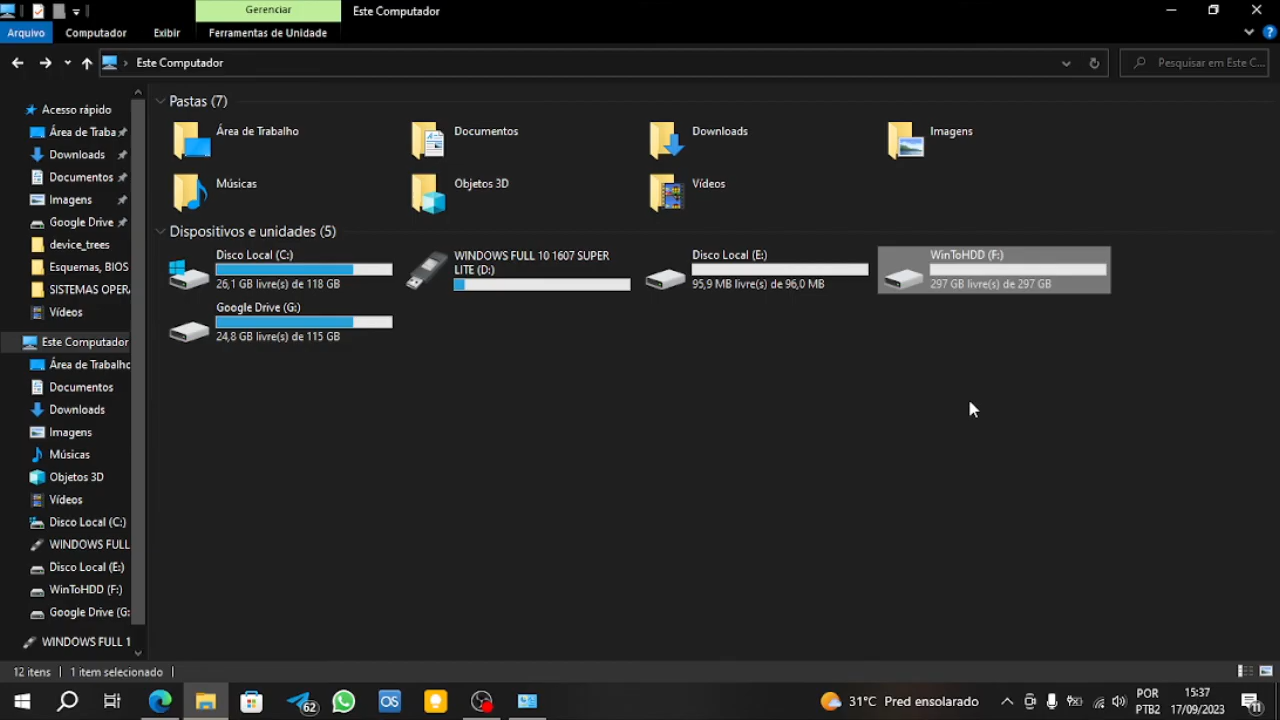 Gerenciar
Este Computador
Arquivo
Computador
Exibir
Ferramentas de Unidade
Este Computador
Pesquisar em Este C...
Acesso rápido
Área de Traba
Downloads
Documentos
Imagens
Google Drive
device_trees
Esquemas, BIOS
SISTEMAS OPERA
Vídeos
Este Computador
Área de Trabalho
Documentos
Downloads
Imagens
Músicas
Objetos 3D
Vídeos
Disco Local (C:)
WINDOWS FULL
Disco Local (E:)
WinToHDD (F:)
Google Drive (G:
WINDOWS FULL 1
Pastas (7)
Área de Trabalho
Documentos
Downloads
Imagens
Músicas
Objetos 3D
Vídeos
Dispositivos e unidades (5)
Disco Local (C:)
26,1 GB livre(s) de 118 GB
WINDOWS FULL 10 1607 SUPER
LITE (D:)
Disco Local (E:)
95,9 MB livre(s) de 96,0 MB
WinToHDD (F:)
297 GB livre(s) de 297 GB
Google Drive (G:)
24,8 GB livre(s) de 115 GB
12 itens
1 item selecionado
62
OS
31°C Pred ensolarado
POR
PTB2
15:37
17/09/2023
11